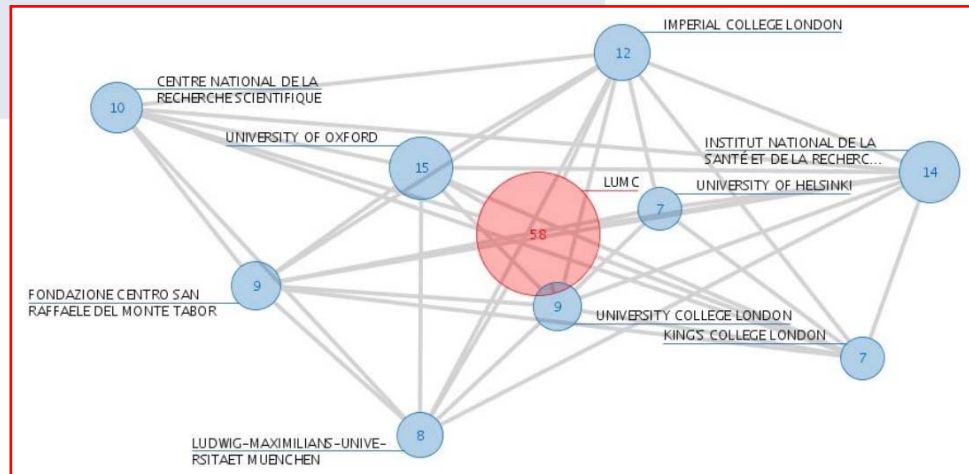 IMPERIAL COLLEGE LONDON
12
CENTRE NATIONAL DE LA
RECHERCHE SCIENTIFIQUE
10
UNIVERSITY OF OXFORD
15
INSTITUT NATIONAL DE LA
SANTÉ ET DE LA RECHERC...
14
LUMC
58
UNIVERSITY OF HELSINKI
7
9
FONDAZIONE CENTRO SAN
RAFFAELE DEL MONTE TABOR
9
UNIVERSITY COLLEGE LONDON
KING'S COLLEGE LONDON
7
8
LUDWIG-MAXIMILIANS-UNIVE-
RSITAET MUENCHEN